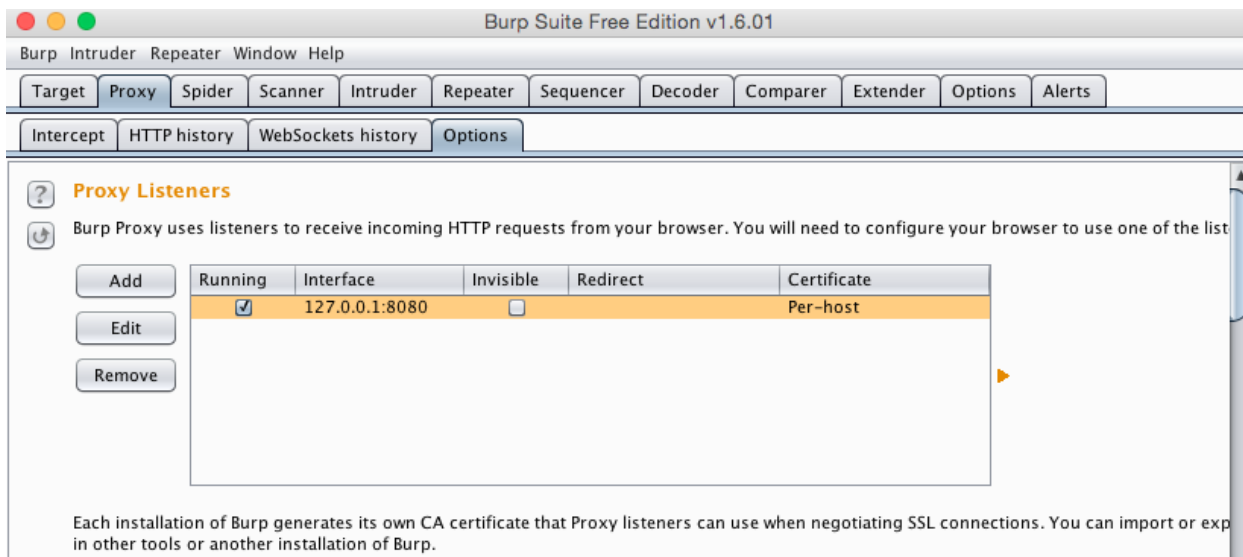 Burp Suite Free Edition v1.6.01
Burp Intruder Repeater Window Help
Target Proxy Spider Scanner Intruder Repeater Sequencer Decoder Comparer Extender Options Alerts
Intercept HTTP history WebSockets history Options
? Proxy Listeners
Burp Proxy uses listeners to receive incoming HTTP requests from your browser. You will need to configure your browser to use one of the list
Add Running Interface Invisible Redirect Certificate
127.0.0.1:8080 Per-host
Edit
Remove
Each installation of Burp generates its own CA certificate that Proxy listeners can use when negotiating SSL connections. You can import or exp
in other tools or another installation of Burp.